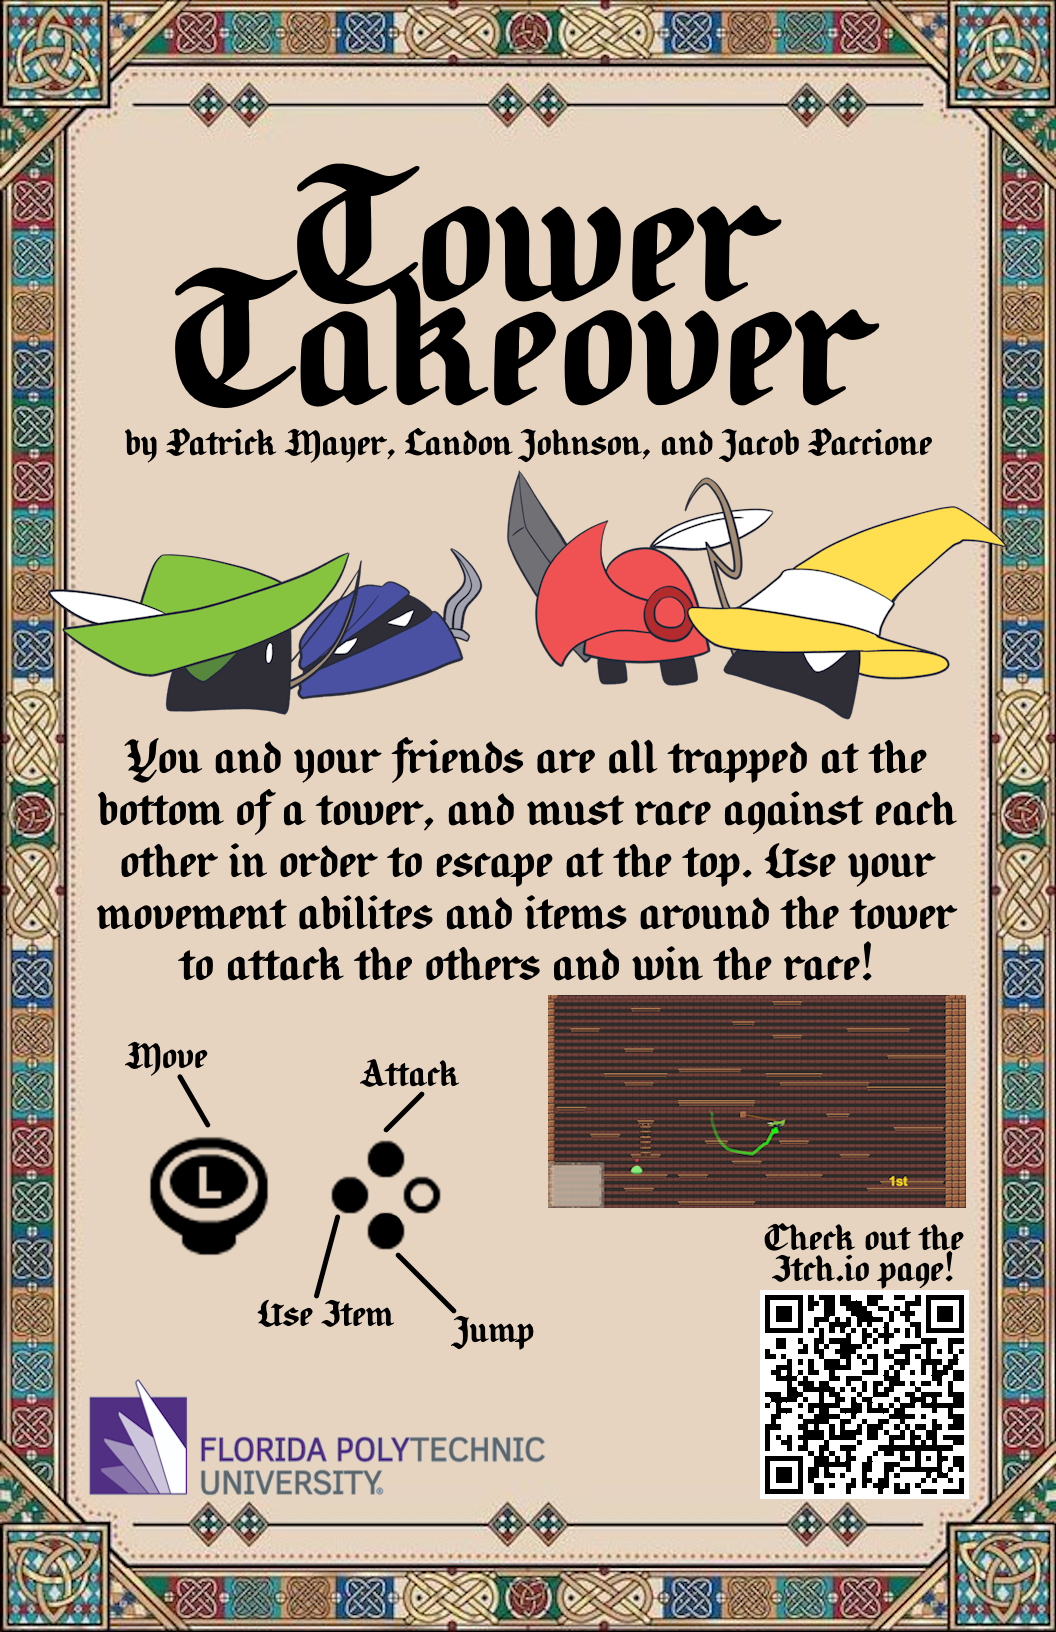 Tower
Takeover
by Patrick Mayer, Landon Johnson, and Jacob Paccione
You and your friends are all trapped at the
bottom of a tower, and must race against each
other in order to escape at the top. Use your
movement abilites and items around the tower
to attack the others and win the race!
Move
Attack
L
Use Item
Jump
1st
Check out the
Itch.io page!
FLORIDA POLYTECHNIC
UNIVERSITY®